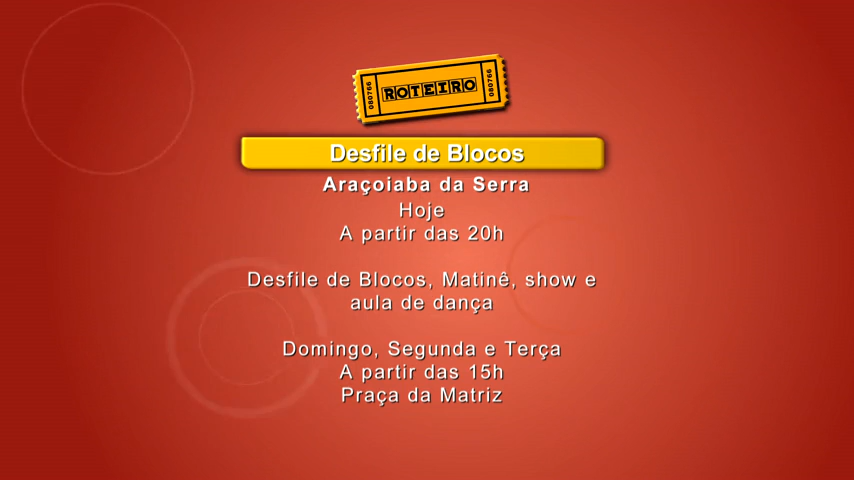 ROTEIRO
080766
080766
Desfile de Blocos
Araçoiaba da Serra
Hoje
A partir das 20h
Desfile de Blocos, Matinê, show e
aula de dança
Domingo, Segunda e Terça
A partir das 15h
Praça da Matriz